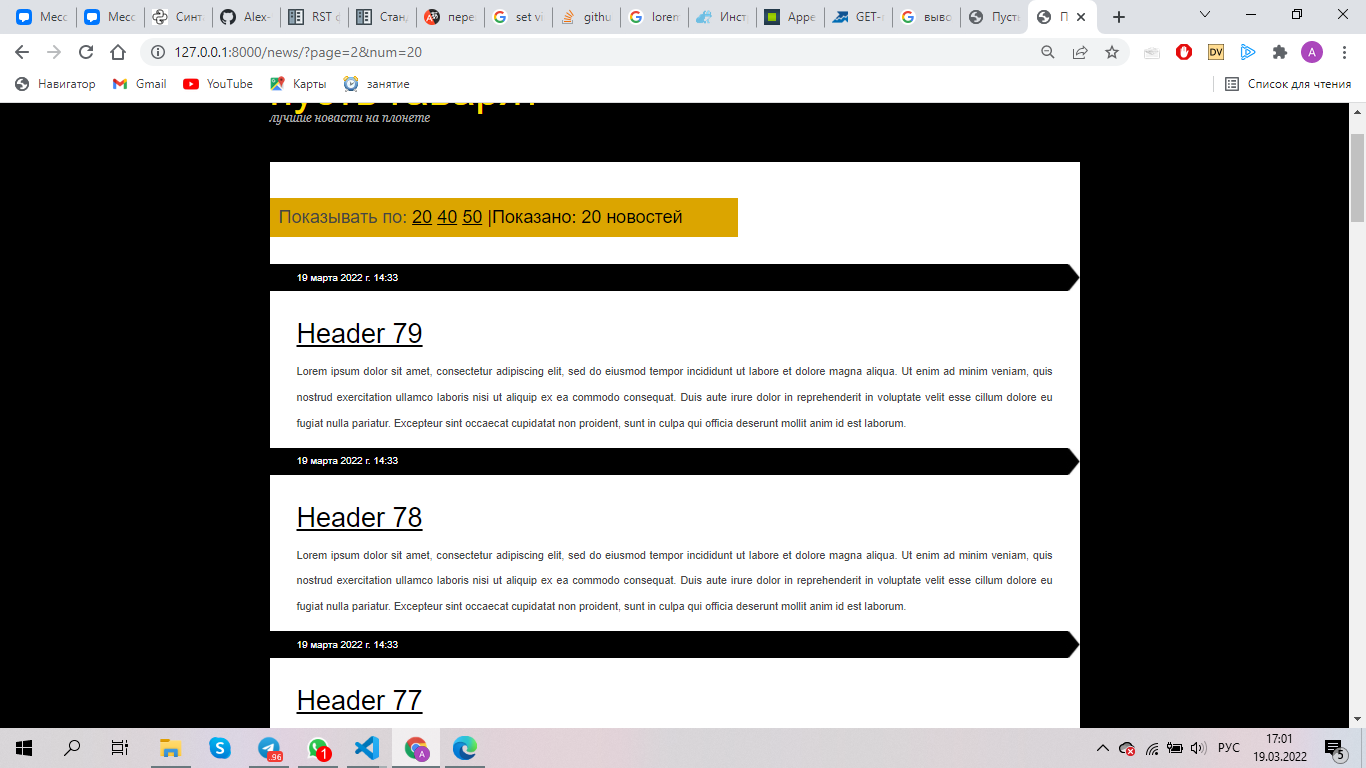 Месс
Месс
Синт
Alex-
RST ф
Станд
пере
set vi
githu
loren
Инст
Appe
GET-
выво
Пуст
П
127.0.0.1:8000/news/?page=2&num=20
DV
A
Навигатор
Gmail
YouTube
Карты
занятие
Список для чтения
лучшие новасти на плонете
Показывать по: 20 40 50 |Показано: 20 новостей
19 марта 2022 г. 14:33
Header 79
Lorem ipsum dolor sit amet, consectetur adipiscing elit, sed do eiusmod tempor incididunt ut labore et dolore magna aliqua. Ut enim ad minim veniam, quis
nostrud exercitation ullamco laboris nisi ut aliquip ex ea commodo consequat. Duis aute irure dolor in reprehenderit in voluptate velit esse cillum dolore eu
fugiat nulla pariatur. Excepteur sint occaecat cupidatat non proident, sunt in culpa qui officia deserunt mollit anim id est laborum.
19 марта 2022 г. 14:33
Header 78
Lorem ipsum dolor sit amet, consectetur adipiscing elit, sed do eiusmod tempor incididunt ut labore et dolore magna aliqua. Ut enim ad minim veniam, quis
nostrud exercitation ullamco laboris nisi ut aliquip ex ea commodo consequat. Duis aute irure dolor in reprehenderit in voluptate velit esse cillum dolore eu
fugiat nulla pariatur. Excepteur sint occaecat cupidatat non proident, sunt in culpa qui officia deserunt mollit anim id est laborum.
19 марта 2022 г. 14:33
Header 77
.96
1
A
РУС
17:01
19.03.2022
5